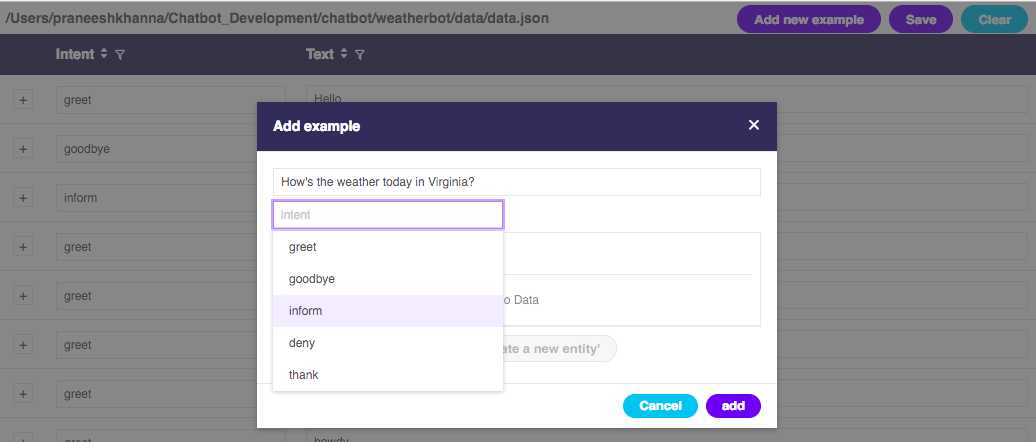 /Users/praneeshkhanna/Chatbot_Development/chatbot/weatherbot/data/data.json
Add new example
Save
Clear
Intent
Text
+
greet
Hello
+
goodbye
+
inform
+
greet
+
greet
+
greet
+
greet
greet
howdy
Add example
How's the weather today in Virginia?
intent
greet
goodbye
inform
deny
thank
o Data
ate a new entity'
Cancel
add